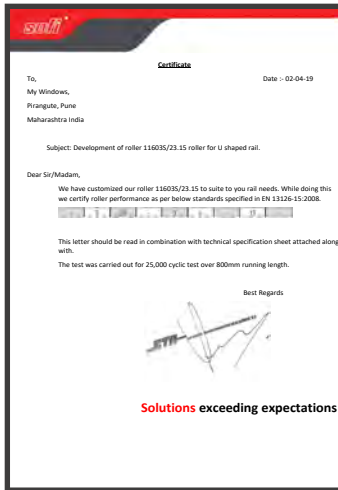 sofi
Certificate
To, Date :- 02-04-19
My Windows,
Pirangute, Pune
Maharashtra India
Subject: Development of roller 11603S/23.15 roller for U shaped rail.
Dear Sir/Madam,
We have customized our roller 11603S/23.15 to suite to you rail needs. While doing this
we certify roller performance as per below standards specified in EN 13126-15:2008.
This letter should be read in combination with technical specification sheet attached along
with.
The test was carried out for 25,000 cyclic test over 800mm running length.
Best Regards
Solutions exceeding expectations